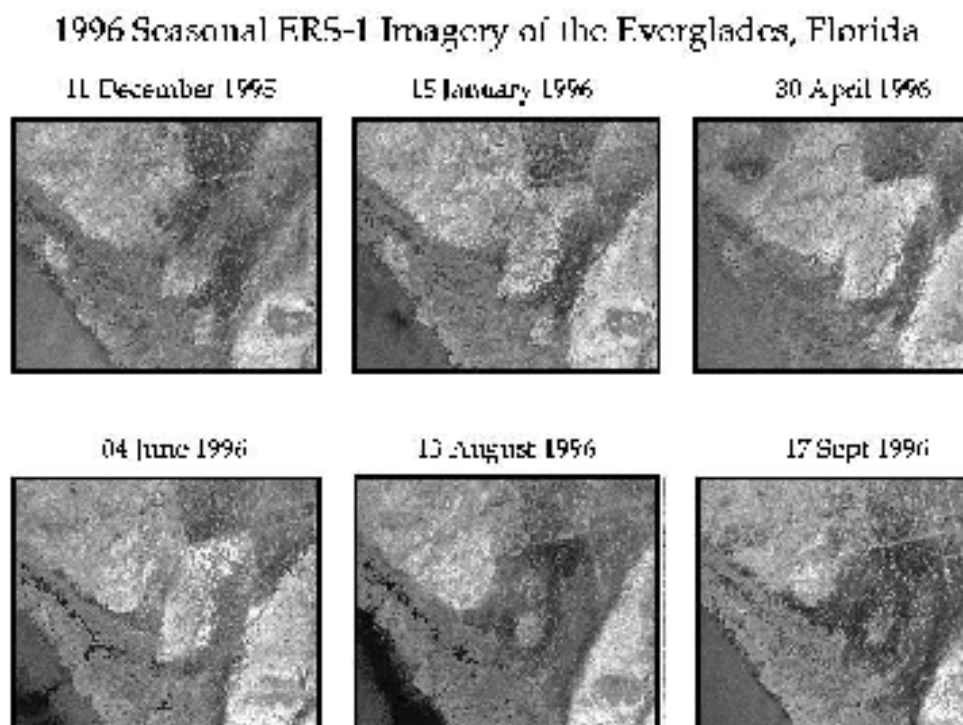 1996 Seasonal ERS-1 Imagery of the Everglades, Florida
11 December 1995
15 January 1996
30 April 1996
04 June 1996
13 August 1996
17 Sept 1996